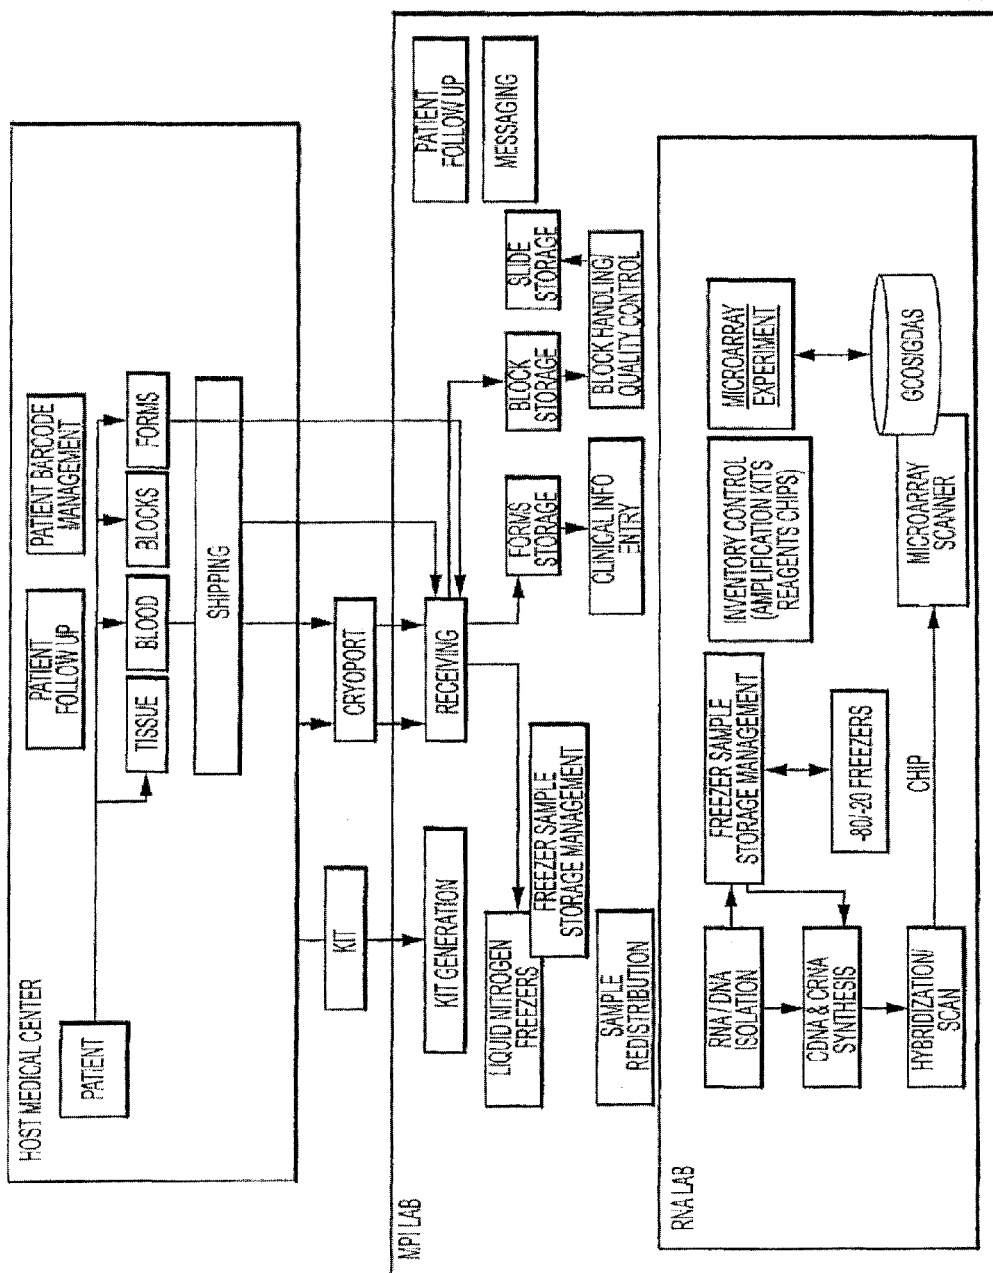 HOST MEDICAL CENTER
PATIENT
PATIENT
FOLLOW UP
PATIENT BARCODE
MANAGEMENT
TISSUE
BLOOD
BLOCKS
FORMS
SHIPPING
KIT
CRYOPORT
MPI LAB
KIT GENERATION
RECEIVING
PATIENT
FOLLOW UP
MESSAGING
LIQUID NITROGEN
FREEZERS
FREEZER SAMPLE
STORAGE MANAGEMENT
FORMS
STORAGE
BLOCK
STORAGE
SLIDE
STORAGE
SAMPLE
REDISTRIBUTION
CLINICAL INFO
ENTRY
BLOCK HANDLING/
QUALITY CONTROL
RNA LAB
RNA / DNA
ISOLATION
FREEZER SAMPLE
STORAGE MANAGEMENT
INVENTORY CONTROL
(AMPLIFICATION KITS
REAGENTS CHIPS)
MICROARRAY
EXPERIMENT
CDNA & CRNA
SYNTHESIS
-80/-20 FREEZERS
HYBRIDIZATION/
SCAN
CHIP
MICROARRAY
SCANNER
GCOSIGDAS